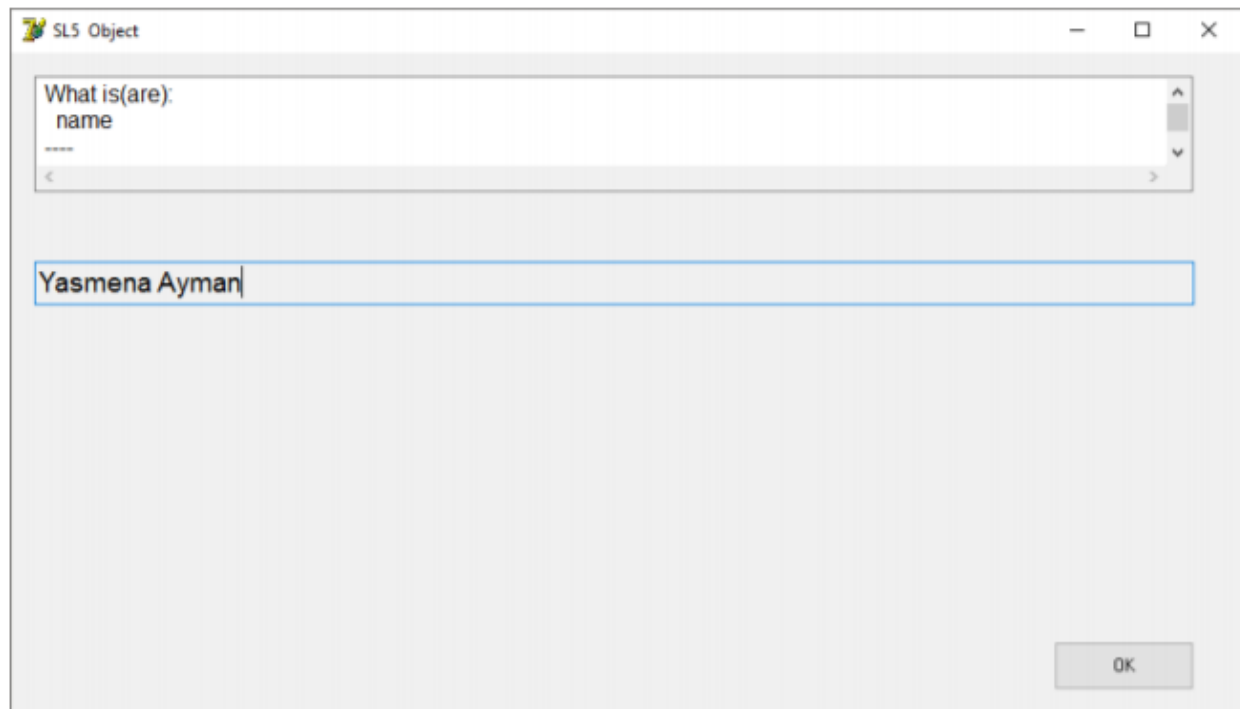 SL5 Object
What is(are):
name
----
Yasmena Ayman
OK